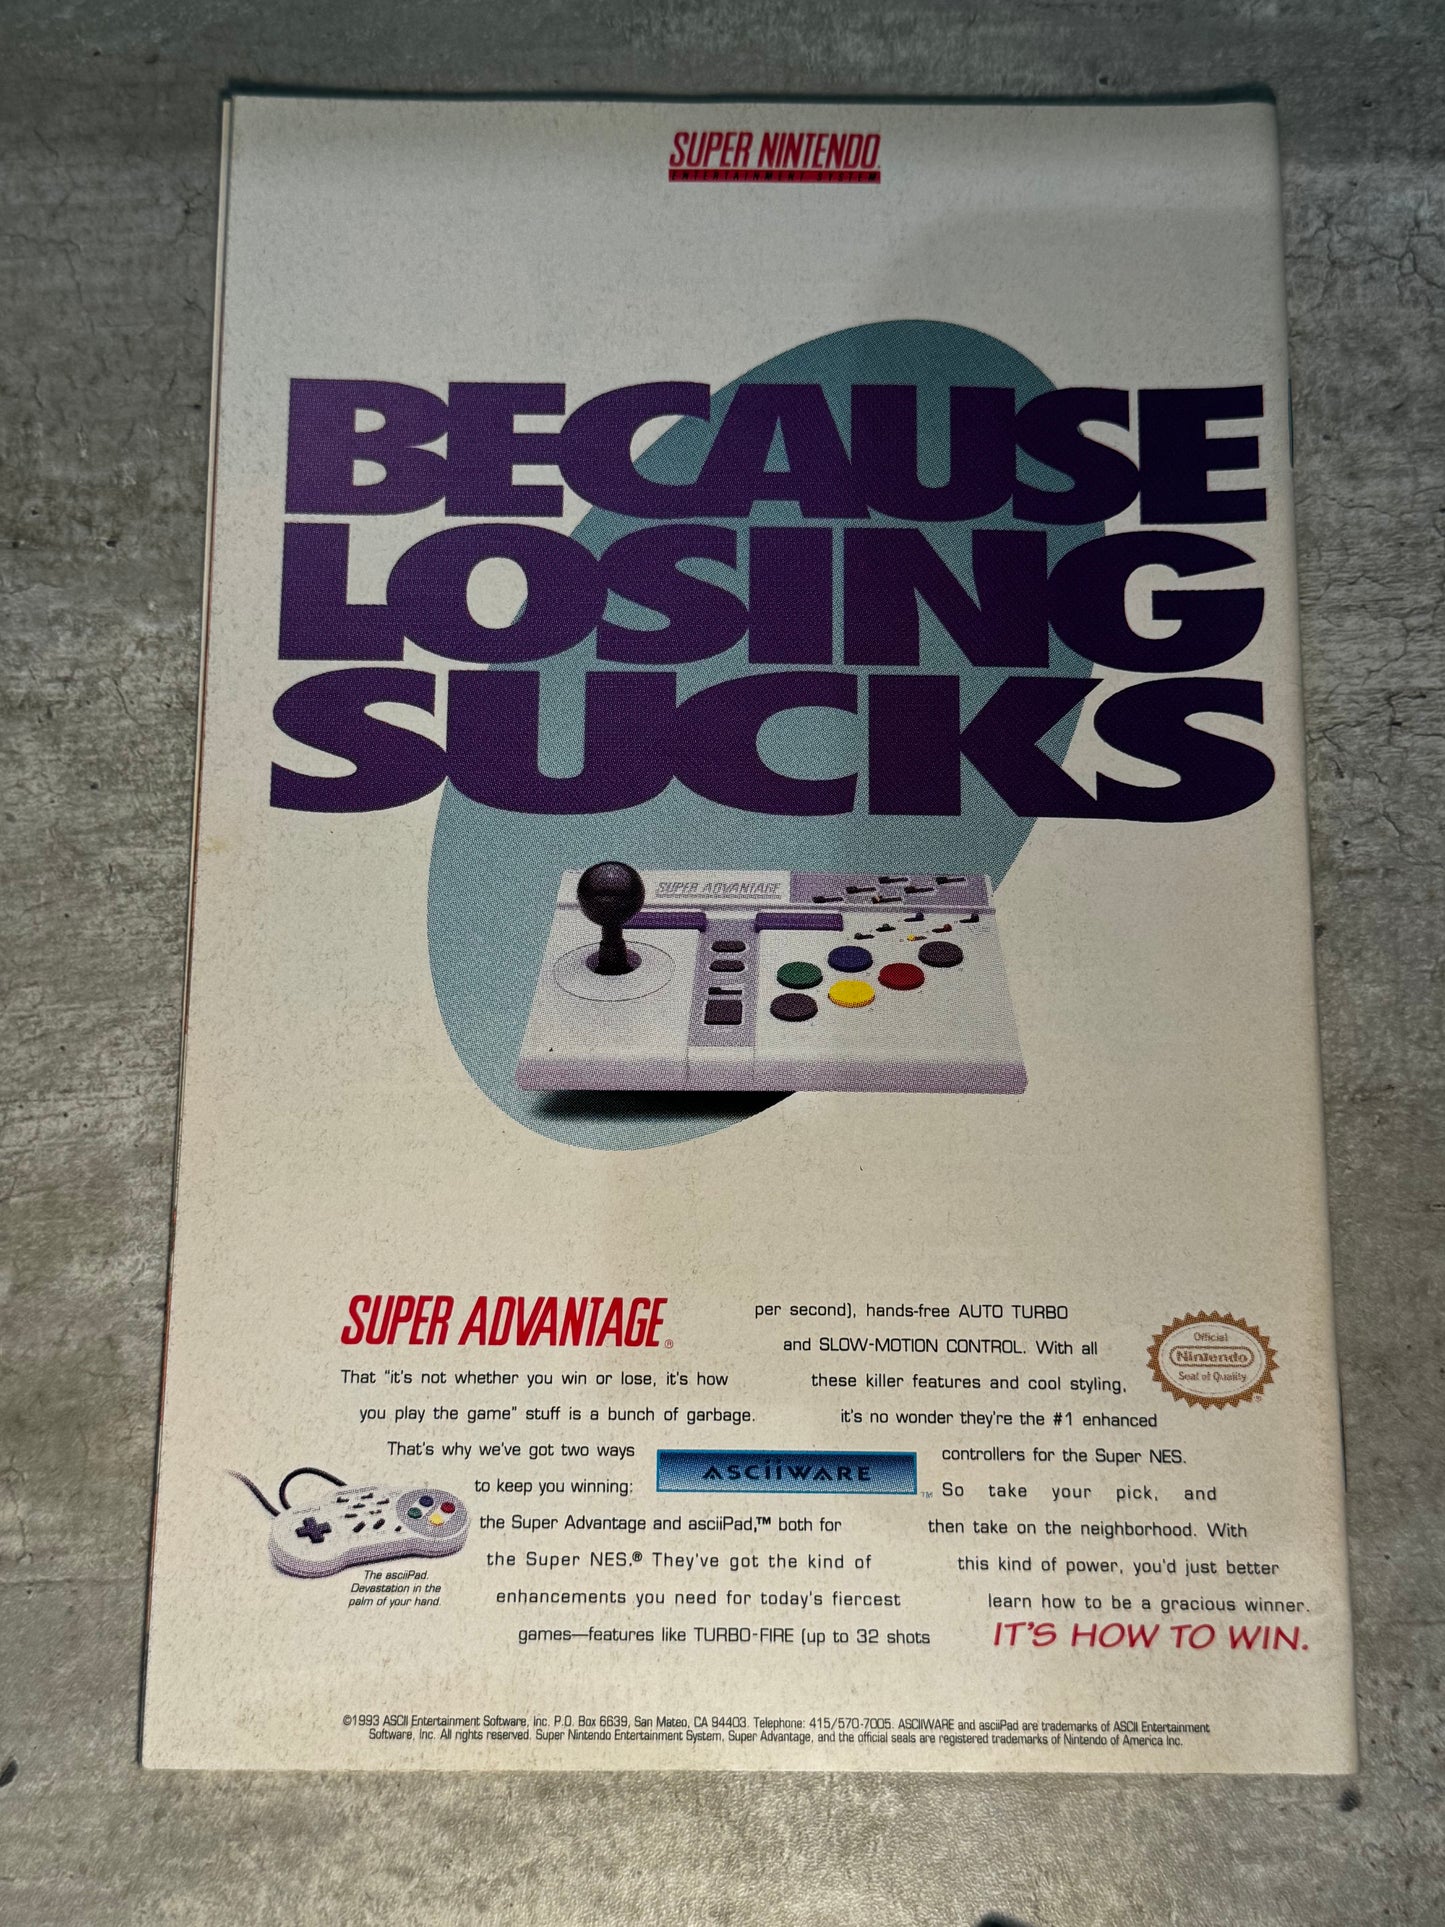 SUPER NINTENDO
ENTERTAINMENT SYSTEM
BECAUSE
LOSING
SUCKS
SUPER ADVANTAGE
SUPER ADVANTAGE®
That "it's not whether you win or lose, it's how
you play the game" stuff is a bunch of garbage.
That's why we've got two ways
to keep you winning:
the Super Advantage and asciiPad,™ both for
the Super NES.® They've got the kind of
enhancements you need for today's fiercest
games—features like TURBO-FIRE (up to 32 shots
The asciiPad.
Devastation in the
palm of your hand.
ASCiiWARE™
per second), hands-free AUTO TURBO
and SLOW-MOTION CONTROL. With all
these killer features and cool styling,
it's no wonder they're the #1 enhanced
controllers for the Super NES.
So take your pick, and
then take on the neighborhood. With
this kind of power, you'd just better
learn how to be a gracious winner.
IT'S HOW TO WIN.
Official
Nintendo
Seal of Quality
©1993 ASCII Entertainment Software, Inc. P.O. Box 6639, San Mateo, CA 94403. Telephone: 415/570-7005. ASCIIWARE and asciiPad are trademarks of ASCII Entertainment
Software, Inc. All rights reserved. Super Nintendo Entertainment System, Super Advantage, and the official seals are registered trademarks of Nintendo of America Inc.